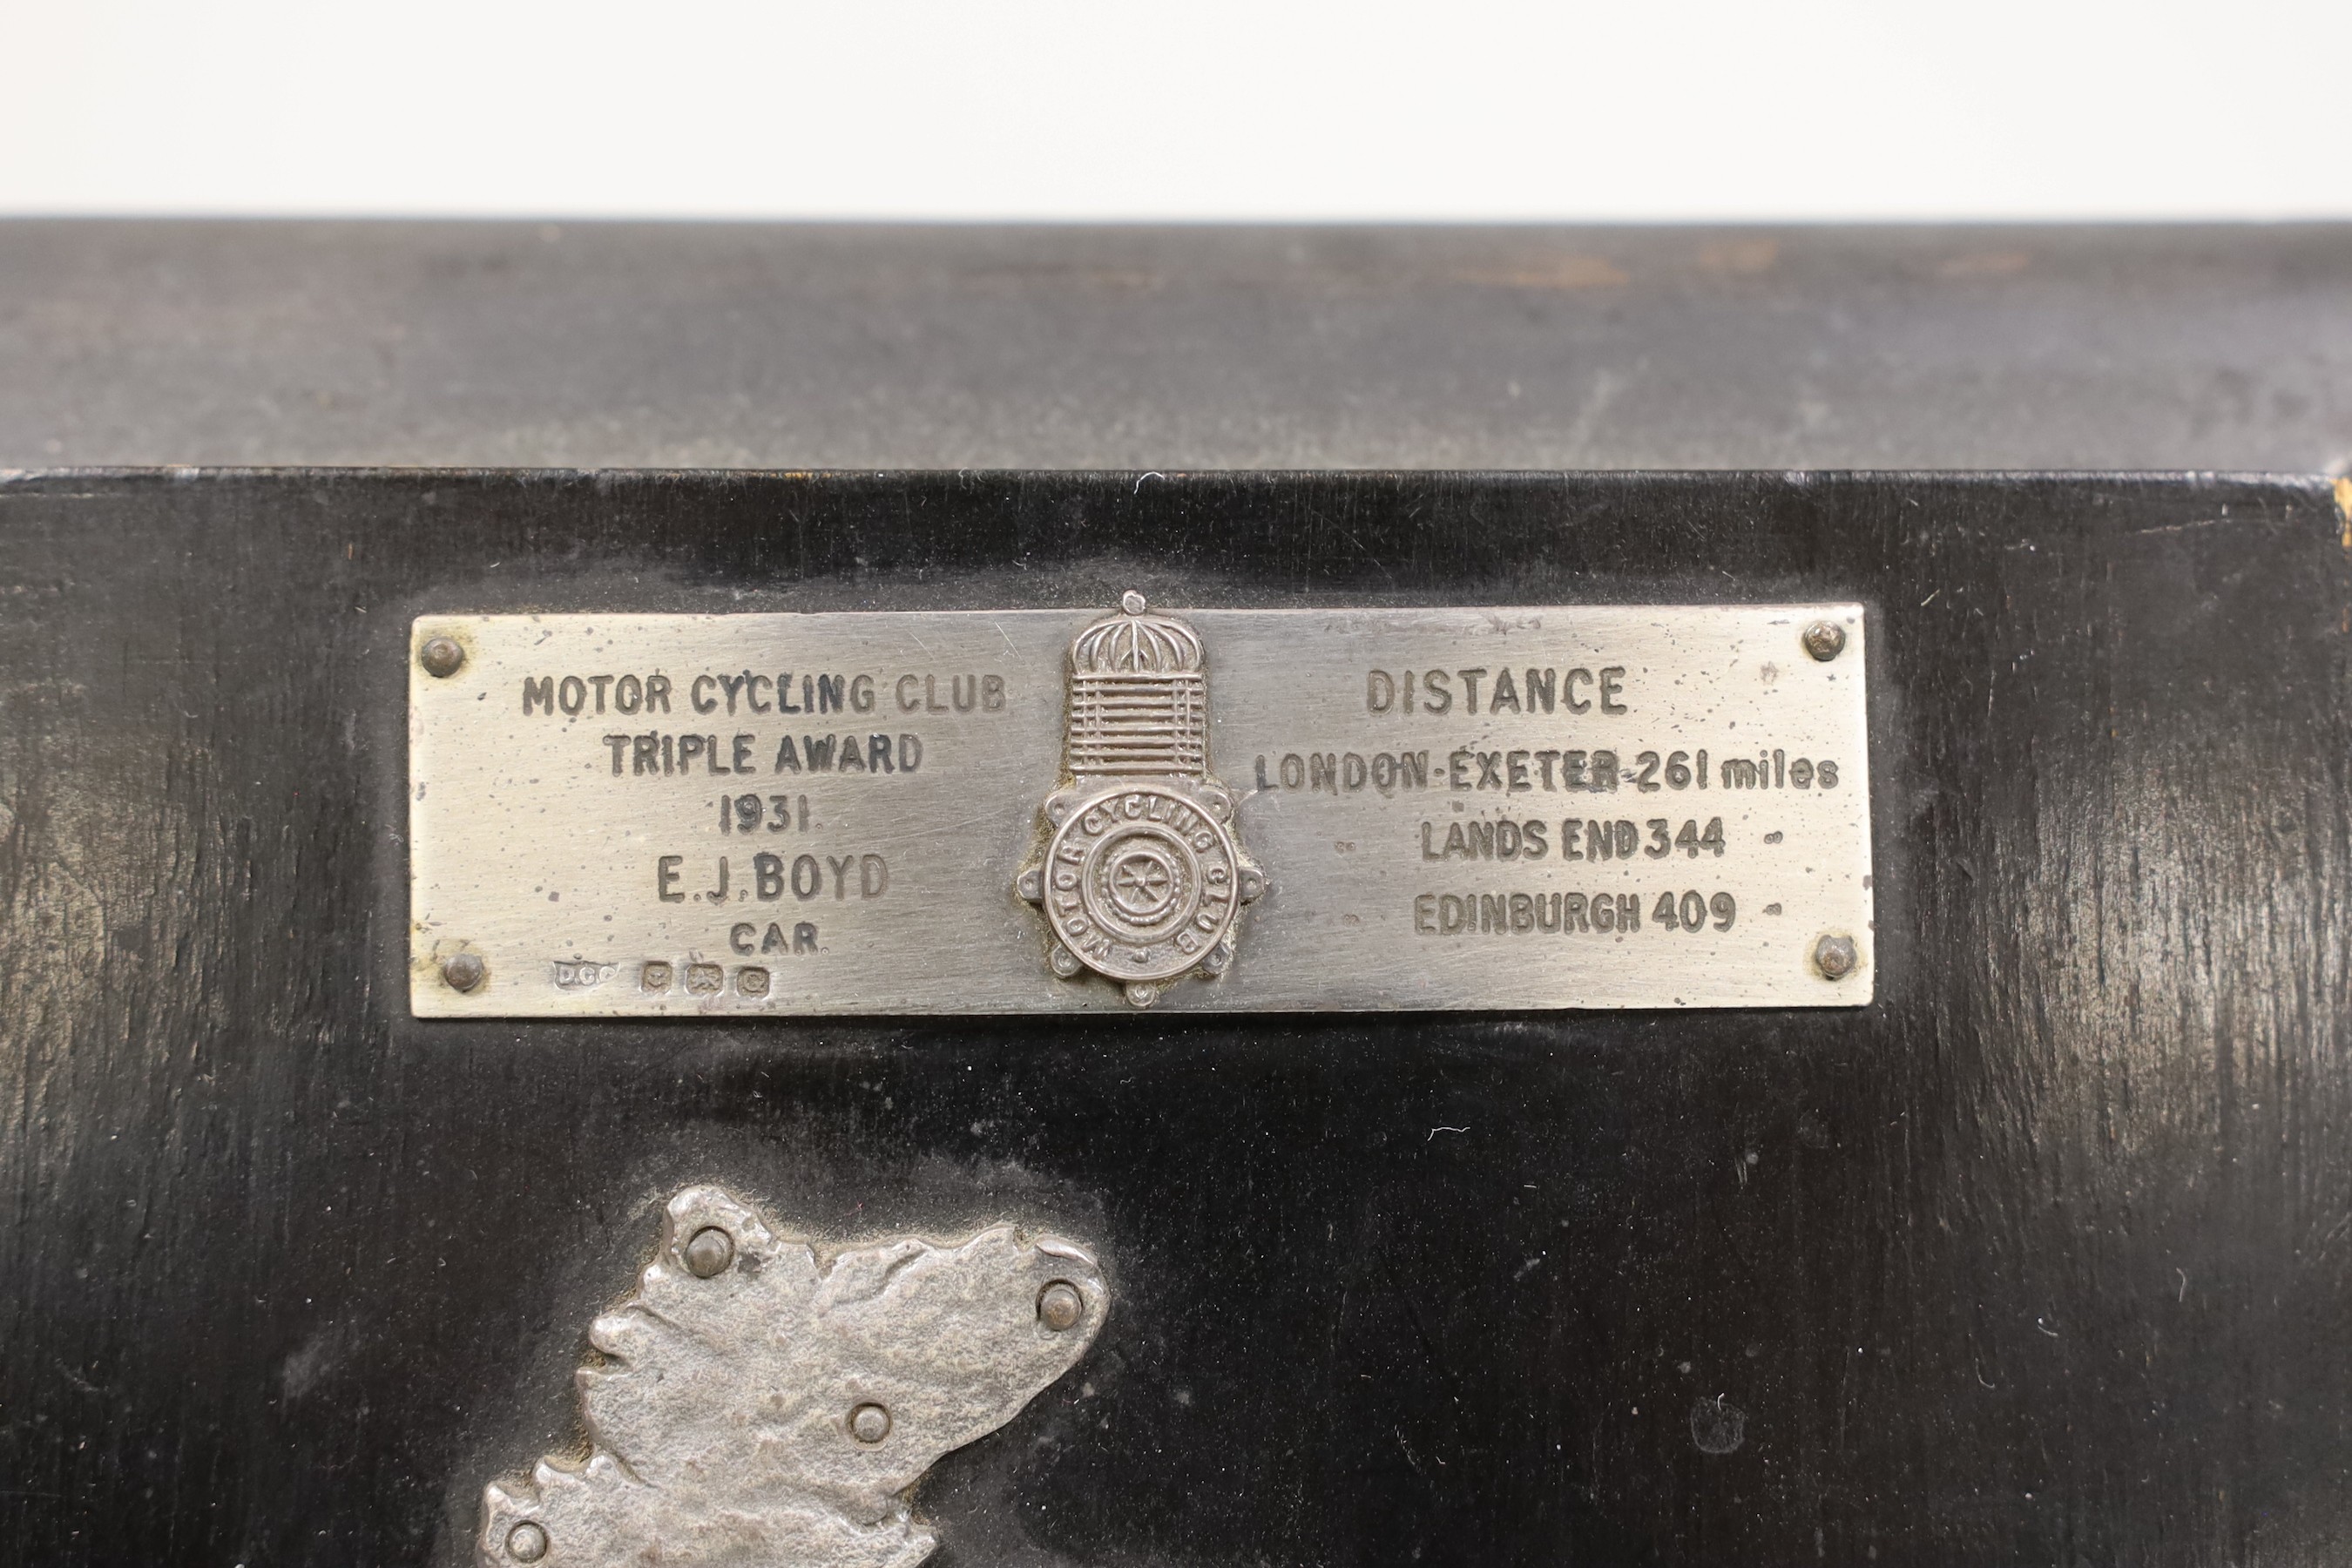 MOTOR CYCLING CLUB
TRIPLE AWARD
1931.
E.J.BOYD
CAR.
D.C.C
MOTOR CYCLING CLUB
DISTANCE
LONDON-EXETER-261 miles
" LANDS END 344 "
" EDINBURGH 409 "